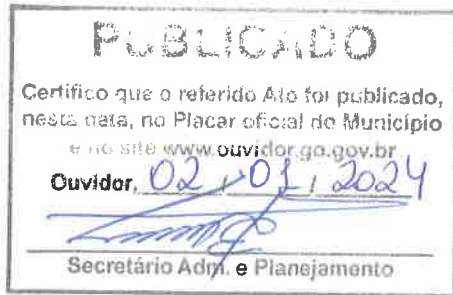 PUBLICADO
Certifico que o referido Ato foi publicado,
nesta data, no Placar oficial do Município
e no site www.ouvidor.go.gov.br
Ouvidor, 02 / 01 / 2024
Secretário Adm. e Planejamento